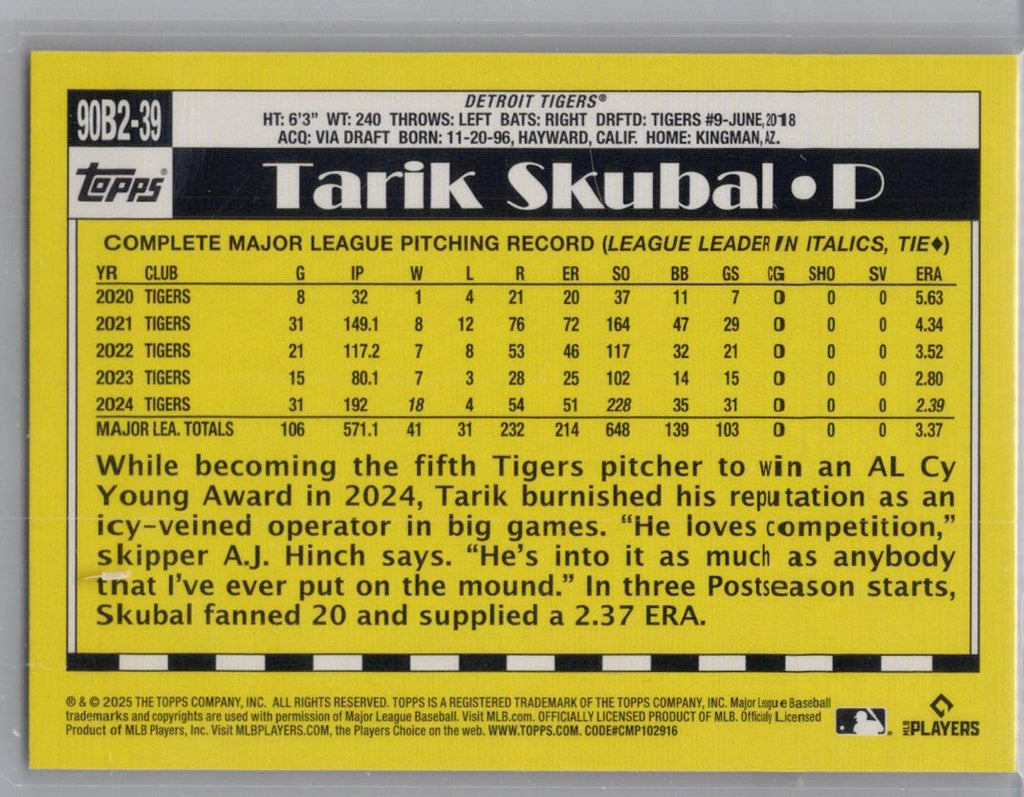 90B2-39
DETROIT TIGERS®
HT: 6'3" WT: 240 THROWS: LEFT BATS: RIGHT DRFTD: TIGERS #9-JUNE, 2018
ACQ: VIA DRAFT BORN: 11-20-96, HAYWARD, CALIF. HOME: KINGMAN, AZ.
topps®
Tarik Skubal • P
COMPLETE MAJOR LEAGUE PITCHING RECORD (LEAGUE LEADER IN ITALICS, TIE♦)
YR CLUB G IP W L R ER SO BB GS CG SHO SV ERA
2020 TIGERS 8 32 1 4 21 20 37 11 7 0 0 0 5.63
2021 TIGERS 31 149.1 8 12 76 72 164 47 29 0 0 0 4.34
2022 TIGERS 21 117.2 7 8 53 46 117 32 21 0 0 0 3.52
2023 TIGERS 15 80.1 7 3 28 25 102 14 15 0 0 0 2.80
2024 TIGERS 31 192 18 4 54 51 228 35 31 0 0 0 2.39
MAJOR LEA. TOTALS 106 571.1 41 31 232 214 648 139 103 0 0 0 3.37
While becoming the fifth Tigers pitcher to win an AL Cy
Young Award in 2024, Tarik burnished his reputation as an
icy-veined operator in big games. "He loves competition,"
skipper A.J. Hinch says. "He's into it as much as anybody
that I've ever put on the mound." In three Postseason starts,
Skubal fanned 20 and supplied a 2.37 ERA.
® & © 2025 THE TOPPS COMPANY, INC. ALL RIGHTS RESERVED. TOPPS IS A REGISTERED TRADEMARK OF THE TOPPS COMPANY, INC. Major League Baseball
trademarks and copyrights are used with permission of Major League Baseball. Visit MLB.com. OFFICIALLY LICENSED PRODUCT OF MLB. Officially Licensed
Product of MLB Players, Inc. Visit MLBPLAYERS.COM, the Players Choice on the web. WWW.TOPPS.COM. CODE#CMP102916
MLB PLAYERS